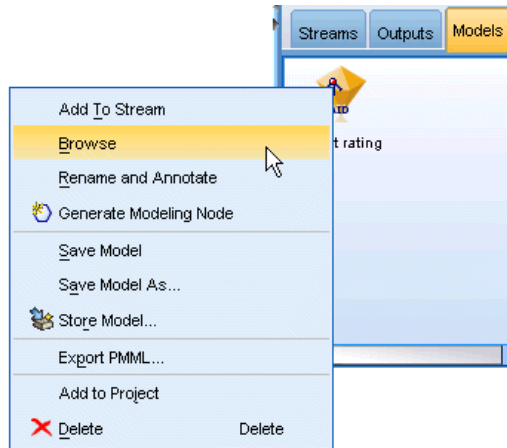 Streams Outputs Models
Add To Stream
Browse
rating
Rename and Annotate
Generate Modeling Node
Save Model
Save Model As...
Store Model...
Export PMML...
Add to Project
Delete Delete